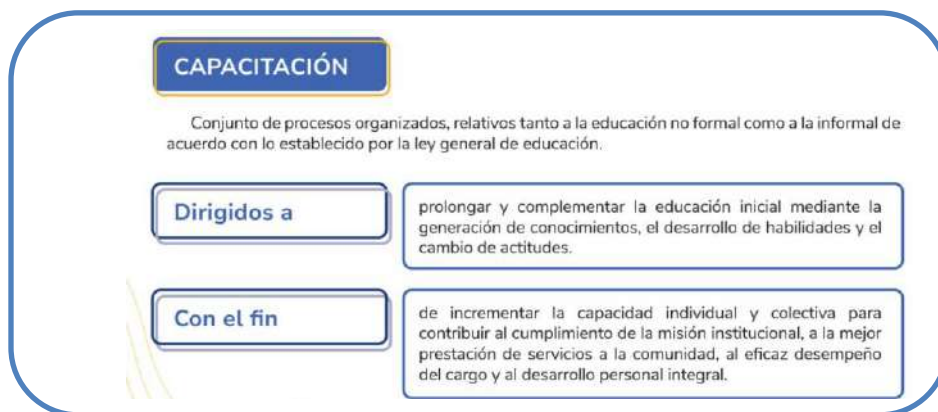 CAPACITACIÓN
Conjunto de procesos organizados, relativos tanto a la educación no formal como a la informal de
acuerdo con lo establecido por la ley general de educación.
Dirigidos a
prolongar y complementar la educación inicial mediante la
generación de conocimientos, el desarrollo de habilidades y el
cambio de actitudes.
Con el fin
de incrementar la capacidad individual y colectiva para
contribuir al cumplimiento de la misión institucional, a la mejor
prestación de servicios a la comunidad, al eficaz desempeño
del cargo y al desarrollo personal integral.